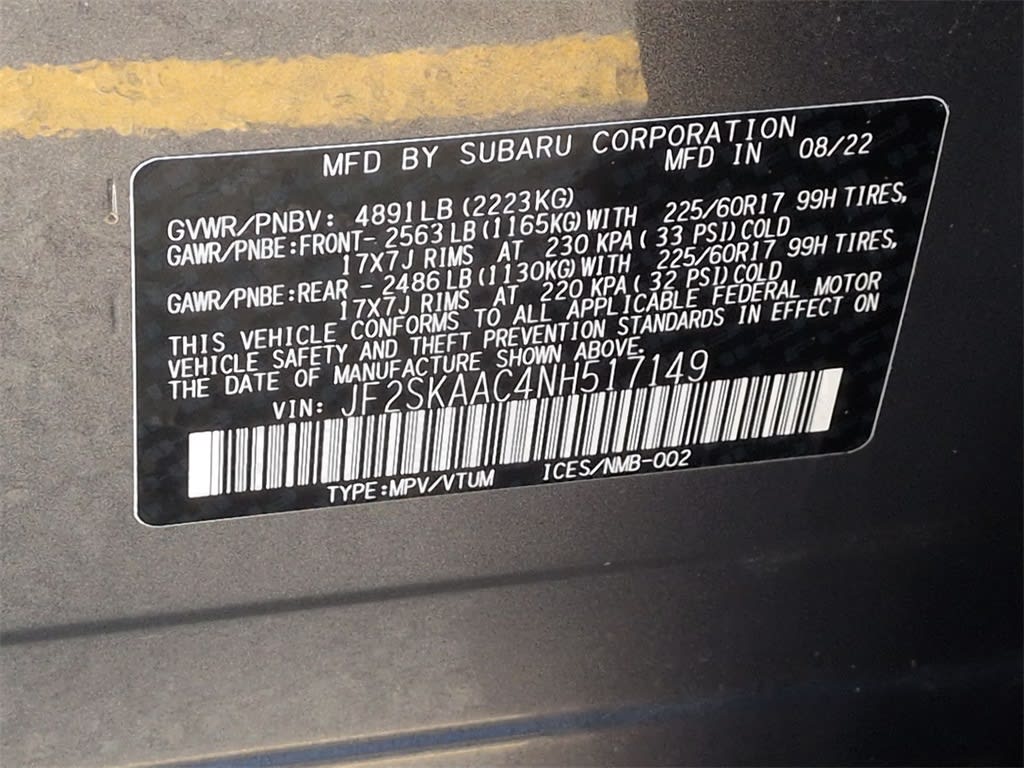 MFD BY SUBARU CORPORATION
MFD IN 08/22
GVWR/PNBV: 4891LB(2223KG)
GAWR/PNBE:FRONT- 2563LB(1165KG)WITH 225/60R17 99H TIRES,
17X7J RIMS AT 230 KPA( 33 PSI)COLD
GAWR/PNBE:REAR - 2486LB(1130KG)WITH 225/60R17 99H TIRES,
17X7J RIMS AT 220 KPA( 32 PSI)COLD
THIS VEHICLE CONFORMS TO ALL APPLICABLE FEDERAL MOTOR
VEHICLE SAFETY AND THEFT PREVENTION STANDARDS IN EFFECT ON
THE DATE OF MANUFACTURE SHOWN ABOVE.
VIN: JF2SKAAC4NH517149
TYPE:MPV/VTUM ICES/NMB-002